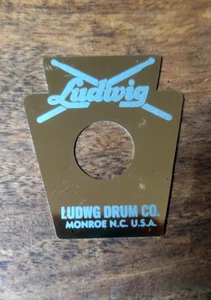 Ludwig
LUDWG DRUM CO.
MONROE N.C. U.S.A.